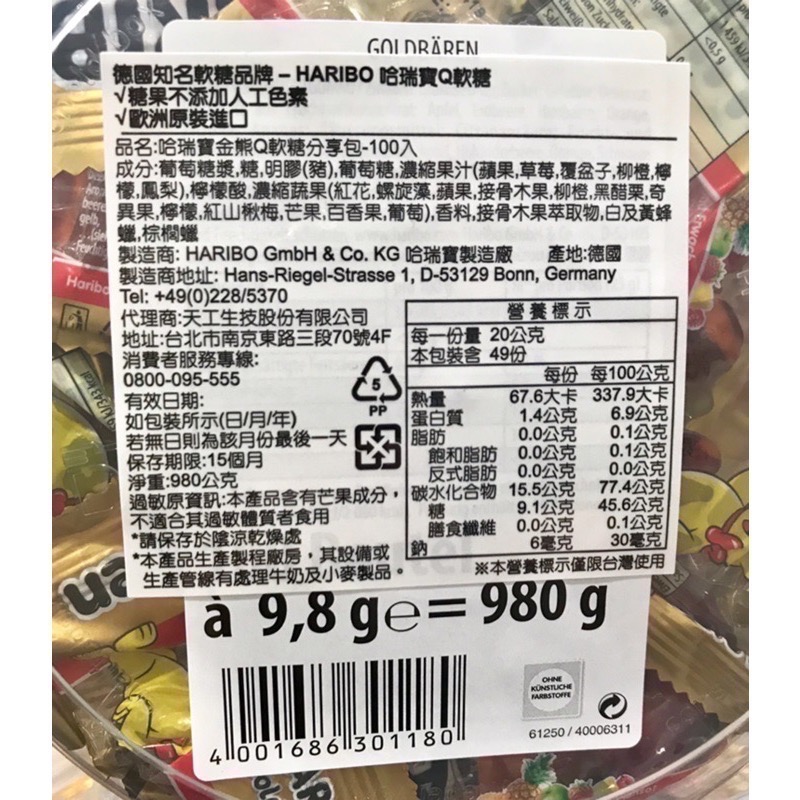 GOLDBÄREN
德國知名軟糖品牌 – HARIBO 哈瑞寶Q軟糖
√糖果不添加人工色素
√歐洲原裝進口
品名:哈瑞寶金熊Q軟糖分享包-100入
成分:葡萄糖漿,糖,明膠(豬),葡萄糖,濃縮果汁(蘋果,草莓,覆盆子,柳橙,檸
檬,鳳梨),檸檬酸,濃縮蔬果(紅花,螺旋藻,蘋果,接骨木果,柳橙,黑醋栗,奇
異果,檸檬,紅山楸梅,芒果,百香果,葡萄),香料,接骨木果萃取物,白及黃蜂
蠟,棕櫚蠟
製造商: HARIBO GmbH & Co. KG 哈瑞寶製造廠 產地:德國
製造商地址: Hans-Riegel-Strasse 1, D-53129 Bonn, Germany
Tel: +49(0)228/5370
代理商:天工生技股份有限公司
地址:台北市南京東路三段70號4F
消費者服務專線:
0800-095-555
有效日期:
如包裝所示(日/月/年)
若無日則為該月份最後一天
保存期限:15個月
淨重:980公克
過敏原資訊:本產品含有芒果成分，
不適合其過敏體質者食用
*請保存於陰涼乾燥處
*本產品生產製程廠房，其設備或
生產管線有處理牛奶及小麥製品。
5
PP
營養標示
每一份量 20公克
本包裝含 49份
每份 每100公克
熱量 67.6大卡 337.9大卡
蛋白質 1.4公克 6.9公克
脂肪 0.0公克 0.1公克
飽和脂肪 0.0公克 0.1公克
反式脂肪 0.0公克 0.0公克
碳水化合物 15.5公克 77.4公克
糖 9.1公克 45.6公克
膳食纖維 0.0公克 0.1公克
鈉 6毫克 30毫克
※本營養標示僅限台灣使用
à 9,8 g e = 980 g
4 001686 301180
OHNE
KÜNSTLICHE
FARBSTOFFE
61250 / 40006311